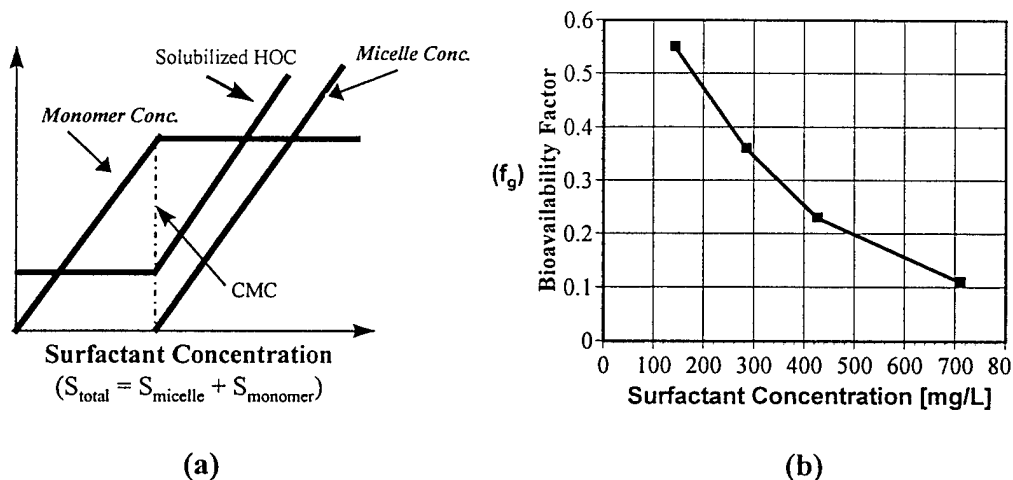 Solubilized HOC
Micelle Conc.
Monomer Conc.
CMC
Surfactant Concentration
(S_total = S_micelle + S_monomer)
(a)
0.6
0.5
0.4
0.3
0.2
0.1
0
(f_g)
Bioavailability Factor
0 100 200 300 400 500 600 700 800
Surfactant Concentration [mg/L]
(b)